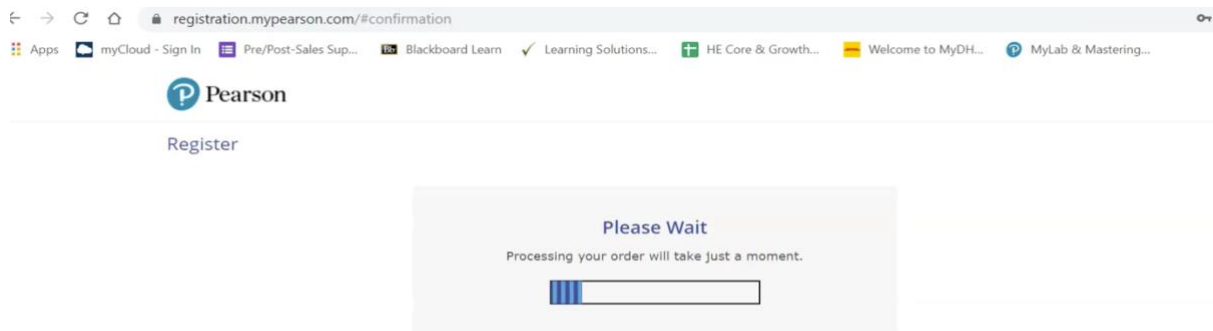 registration.mypearson.com/#confirmation
Apps myCloud - Sign In Pre/Post-Sales Sup... Blackboard Learn Learning Solutions... HE Core & Growth... Welcome to MyDH... MyLab & Mastering...
Pearson
Register
Please Wait
Processing your order will take just a moment.